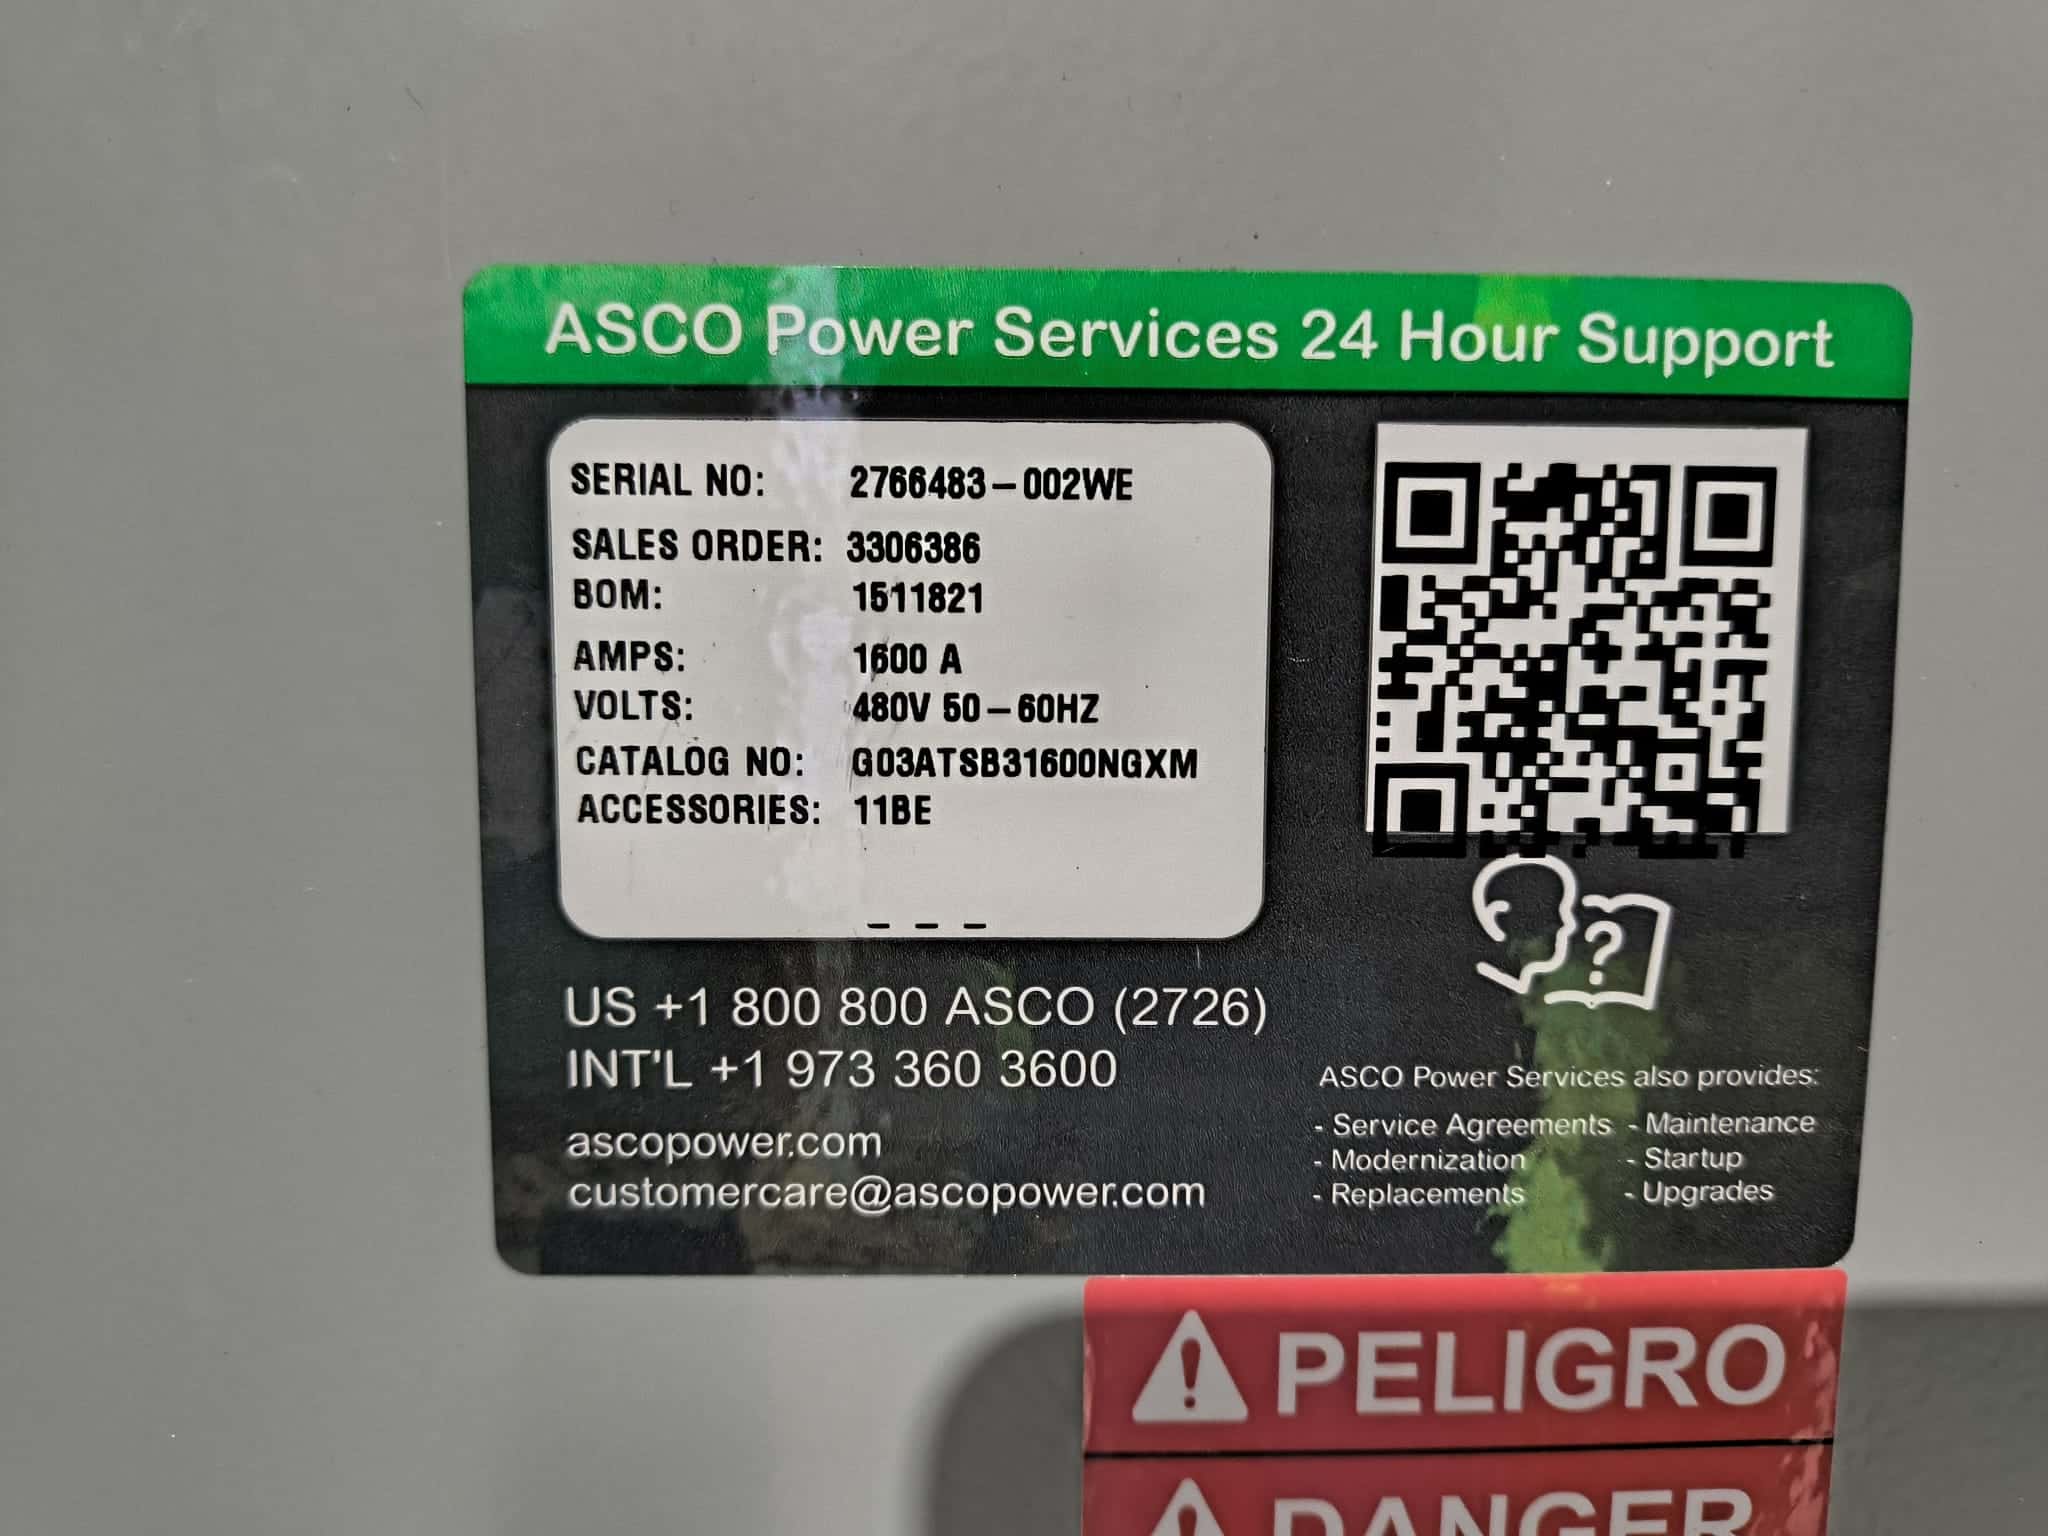 ASCO Power Services 24 Hour Support
SERIAL NO: 2766483-002WE
SALES ORDER: 3306386
BOM: 1511821
AMPS: 1600 A
VOLTS: 480V 50-60HZ
CATALOG NO: G03ATSB31600NGXM
ACCESSORIES: 11BE
- - -
US +1 800 800 ASCO (2726)
INT'L +1 973 360 3600
ascopower.com
customercare@ascopower.com
?
ASCO Power Services also provides:
- Service Agreements - Maintenance
- Modernization - Startup
- Replacements - Upgrades
PELIGRO
DANGER